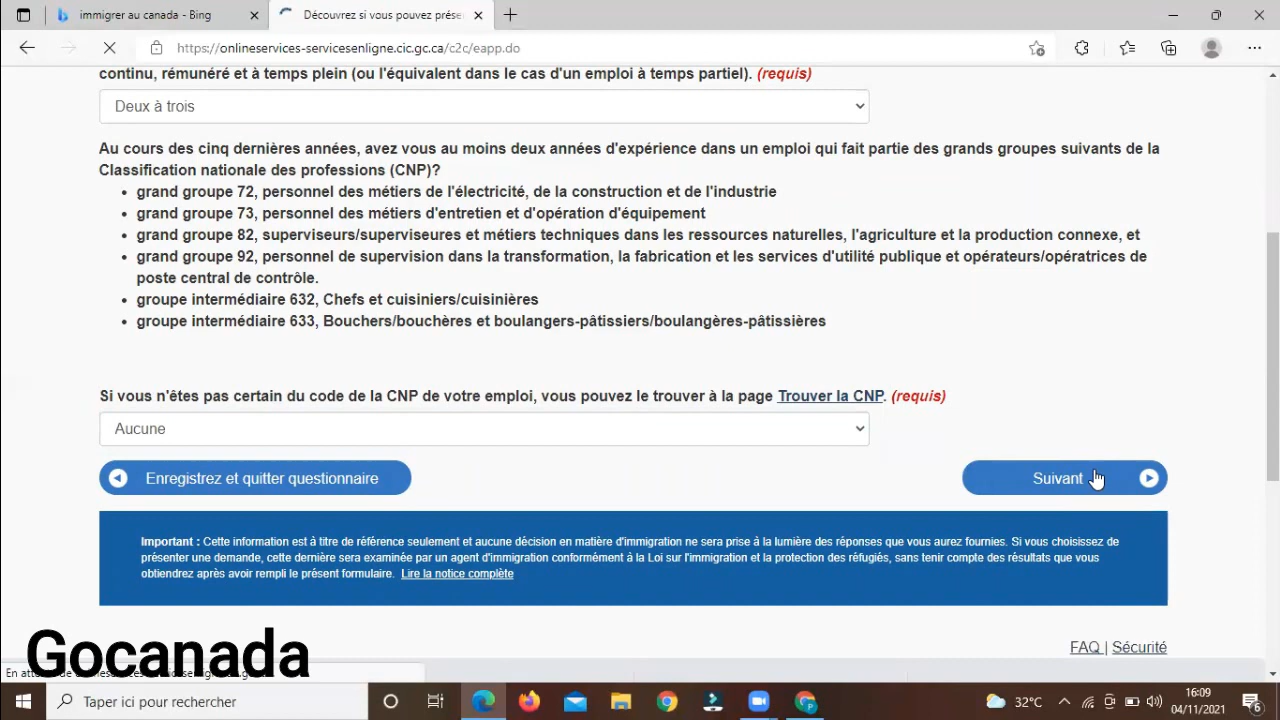 immigrer au canada - Bing
Découvrez si vous pouvez prése
https://onlineservices-servicesenligne.cic.gc.ca/c2c/eapp.do
continu, rémunéré et à temps plein (ou l'équivalent dans le cas d'un emploi à temps partiel). (requis)
Deux à trois
Au cours des cinq dernières années, avez vous au moins deux années d'expérience dans un emploi qui fait partie des grands groupes suivants de la
Classification nationale des professions (CNP)?
• grand groupe 72, personnel des métiers de l'électricité, de la construction et de l'industrie
• grand groupe 73, personnel des métiers d'entretien et d'opération d'équipement
• grand groupe 82, superviseurs/superviseures et métiers techniques dans les ressources naturelles, l'agriculture et la production connexe, et
• grand groupe 92, personnel de supervision dans la transformation, la fabrication et les services d'utilité publique et opérateurs/opératrices de
poste central de contrôle.
• groupe intermédiaire 632, Chefs et cuisiniers/cuisinières
• groupe intermédiaire 633, Bouchers/bouchères et boulangers-pâtissiers/boulangères-pâtissières
Si vous n'êtes pas certain du code de la CNP de votre emploi, vous pouvez le trouver à la page Trouver la CNP. (requis)
Aucune
Enregistrez et quitter questionnaire
Suivant
Important : Cette information est à titre de référence seulement et aucune décision en matière d'immigration ne sera prise à la lumière des réponses que vous aurez fournies. Si vous choisissez de
présenter une demande, cette dernière sera examinée par un agent d'immigration conformément à la Loi sur l'immigration et la protection des réfugiés, sans tenir compte des résultats que vous
obtiendrez après avoir rempli le présent formulaire. Lire la notice complète
FAQ | Sécurité
Gocanada
En att
Taper ici pour rechercher
32°C
16:09
04/11/2021
6